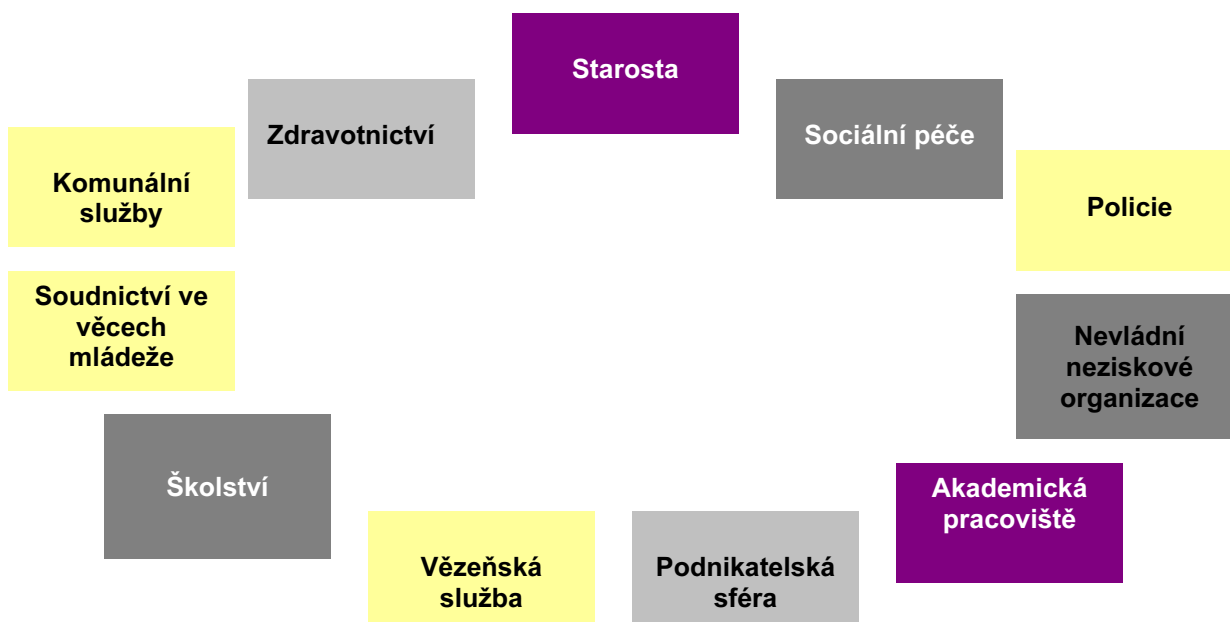 Starosta
Zdravotnictví
Sociální péče
Komunální
služby
Policie
Soudnictví ve
věcech
mládeže
Nevládní
neziskové
organizace
Školství
Akademická
pracoviště
Vězeňská
služba
Podnikatelská
sféra